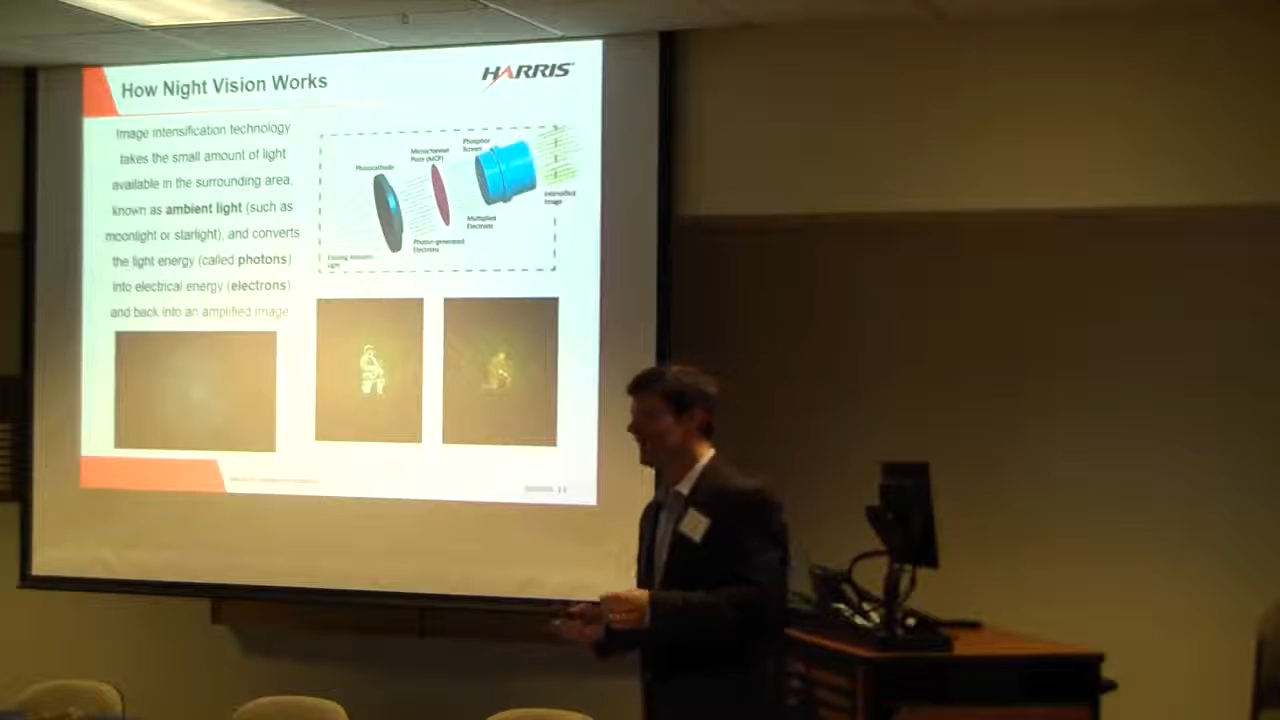 How Night Vision Works
HARRIS
Image intensification technology
takes the small amount of light
available in the surrounding area,
known as ambient light (such as
moonlight or starlight), and converts
the light energy (called photons)
into electrical energy (electrons)
and back into an amplified image
Photocathode
Microchannel
Plate (MCP)
Phosphor
Screen
Intensified
Image
Multiplied
Electrons
Photon-generated
Electrons
Existing Ambient
Light